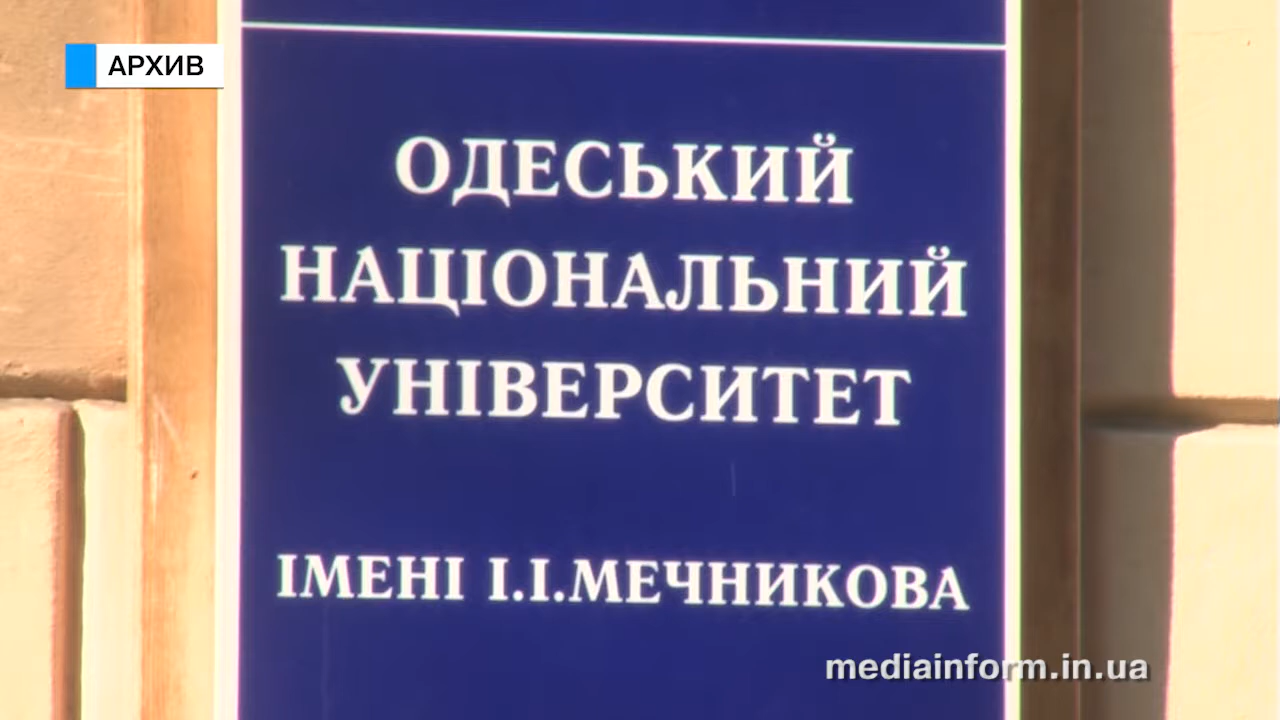 АРХИВ
ОДЕСЬКИЙ
НАЦІОНАЛЬНИЙ
УНІВЕРСИТЕТ
ІМЕНІ І.І.МЕЧНИКОВА
mediainform.in.ua